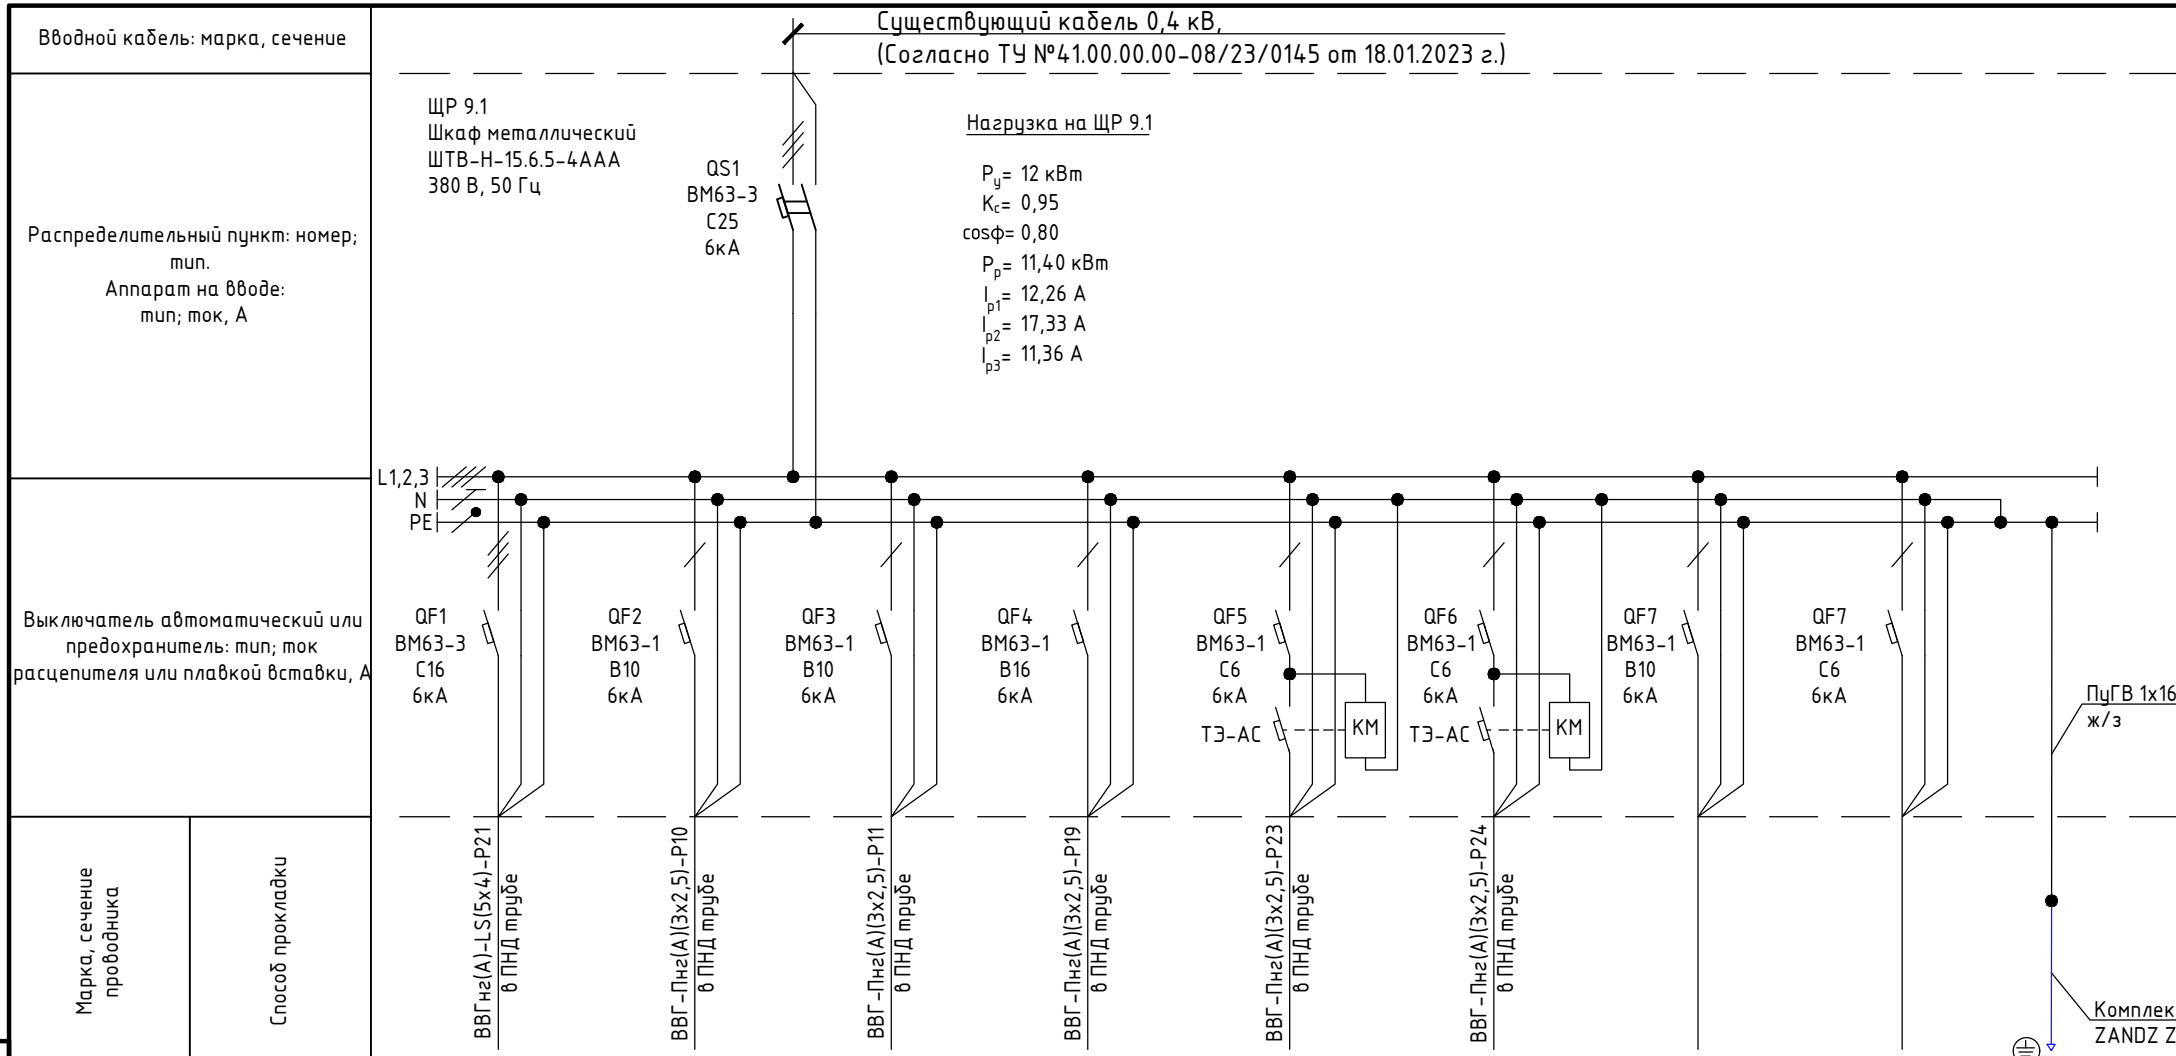 Вводной кабель: марка, сечение
Существующий кабель 0,4 кВ,
(Согласно ТУ №41.00.00.00-08/23/0145 от 18.01.2023 г.)
Распределительный пункт: номер;
тип.
Аппарат на вводе:
тип; ток, А
ЩР 9.1
Шкаф металлический
ШТВ-Н-15.6.5-4ААА
380 В, 50 Гц
QS1
ВМ63-3
С25
6кА
Нагрузка на ЩР 9.1
Pу= 12 кВт
Kс= 0,95
cosφ= 0,80
Pр= 11,40 кВт
Iр1= 12,26 А
Iр2= 17,33 А
Iр3= 11,36 А
L1,2,3
N
PE
Выключатель автоматический или
предохранитель: тип; ток
расцепителя или плавкой вставки, А
QF1
ВМ63-3
С16
6кА
QF2
ВМ63-1
В10
6кА
QF3
ВМ63-1
В10
6кА
QF4
ВМ63-1
В16
6кА
QF5
ВМ63-1
С6
6кА
ТЭ-АС
КМ
QF6
ВМ63-1
С6
6кА
ТЭ-АС
КМ
QF7
ВМ63-1
В10
6кА
QF7
ВМ63-1
С6
6кА
ПуГВ 1х16
ж/з
Марка, сечение
проводника
Способ прокладки
ВВГнг(А)-LS(5х4)-Р21
в ПНД трубе
ВВГ-Пнг(А)(3х2,5)-Р10
в ПНД трубе
ВВГ-Пнг(А)(3х2,5)-Р11
в ПНД трубе
ВВГ-Пнг(А)(3х2,5)-Р19
в ПНД трубе
ВВГ-Пнг(А)(3х2,5)-Р23
в ПНД трубе
ВВГ-Пнг(А)(3х2,5)-Р24
в ПНД трубе
Комплек
ZANDZ Z